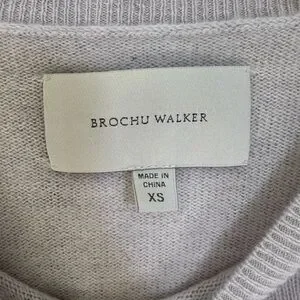 BROCHU WALKER
MADE IN
CHINA
XS